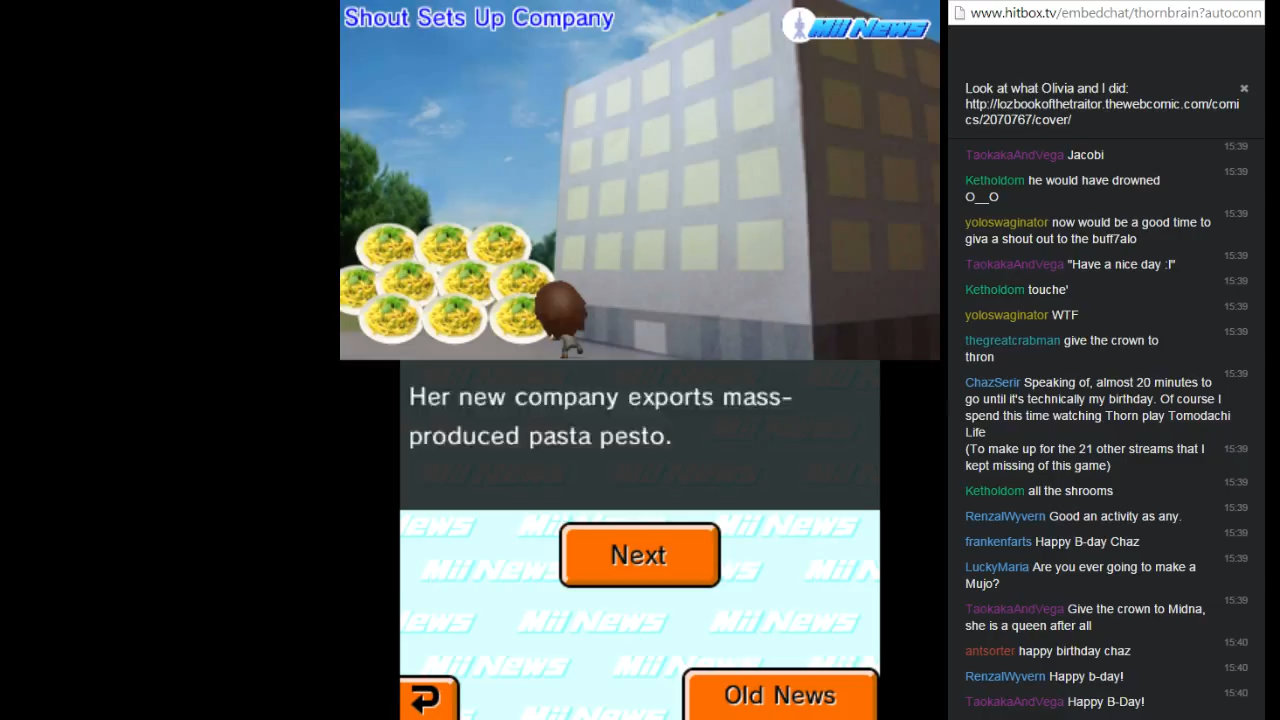 Shout Sets Up Company
Mii News
www.hitbox.tv/embedchat/thornbrain?autoconn
Look at what Olivia and I did:
http://lozbookofthetraitor.thewebcomic.com/comi
cs/2070767/cover/
TaokakaAndVega Jacobi 15:39
Ketholdom he would have drowned 15:39
O__O
yoloswaginator now would be a good time to 15:39
giva a shout out to the buff7alo
TaokakaAndVega "Have a nice day :I" 15:39
Ketholdom touche' 15:39
yoloswaginator WTF 15:39
thegreatcrabman give the crown to 15:39
thron
ChazSerir Speaking of, almost 20 minutes to 15:39
go until it's technically my birthday. Of course I
spend this time watching Thorn play Tomodachi
Life
(To make up for the 21 other streams that I 15:39
kept missing of this game)
Ketholdom all the shrooms 15:39
RenzalWyvern Good an activity as any. 15:39
frankenfarts Happy B-day Chaz 15:39
LuckyMaria Are you ever going to make a 15:39
Mujo?
TaokakaAndVega Give the crown to Midna, 15:39
she is a queen after all
antsorter happy birthday chaz 15:40
RenzalWyvern Happy b-day! 15:40
TaokakaAndVega Happy B-Day! 15:40
Her new company exports mass-
produced pasta pesto.
Next
Old News